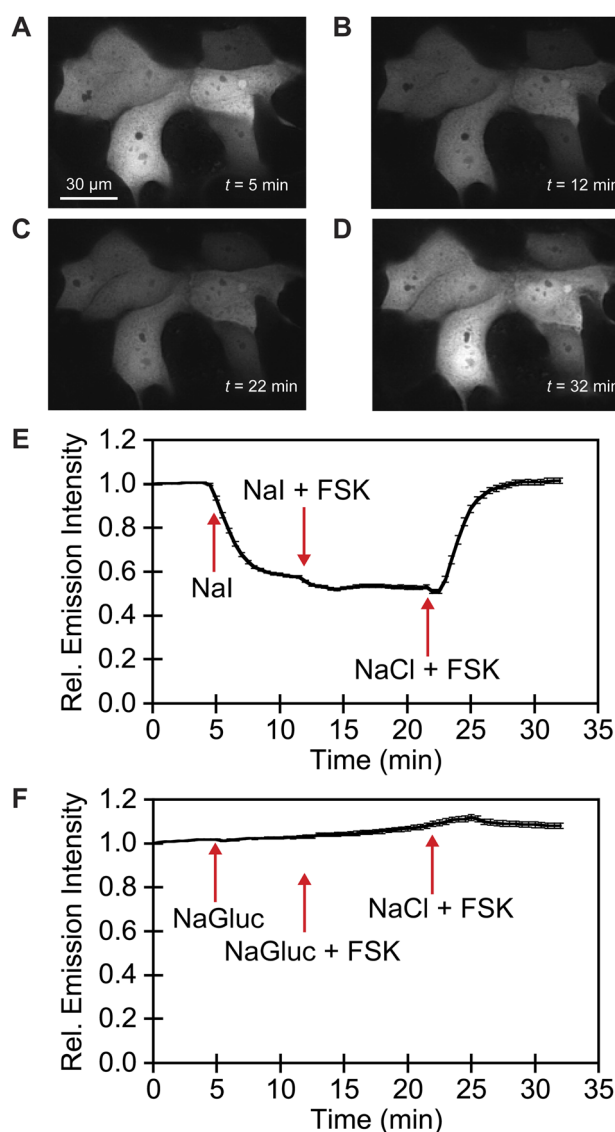 A
B
30 µm
t = 5 min
t = 12 min
C
D
t = 22 min
t = 32 min
E
Rel. Emission Intensity
1.2
1.0
0.8
0.6
0.4
0.2
0.0
NaI + FSK
NaI
NaCl + FSK
0 5 10 15 20 25 30 35
Time (min)
F
Rel. Emission Intensity
1.2
1.0
0.8
0.6
0.4
0.2
0.0
NaGluc
NaCl + FSK
NaGluc + FSK
0 5 10 15 20 25 30 35
Time (min)